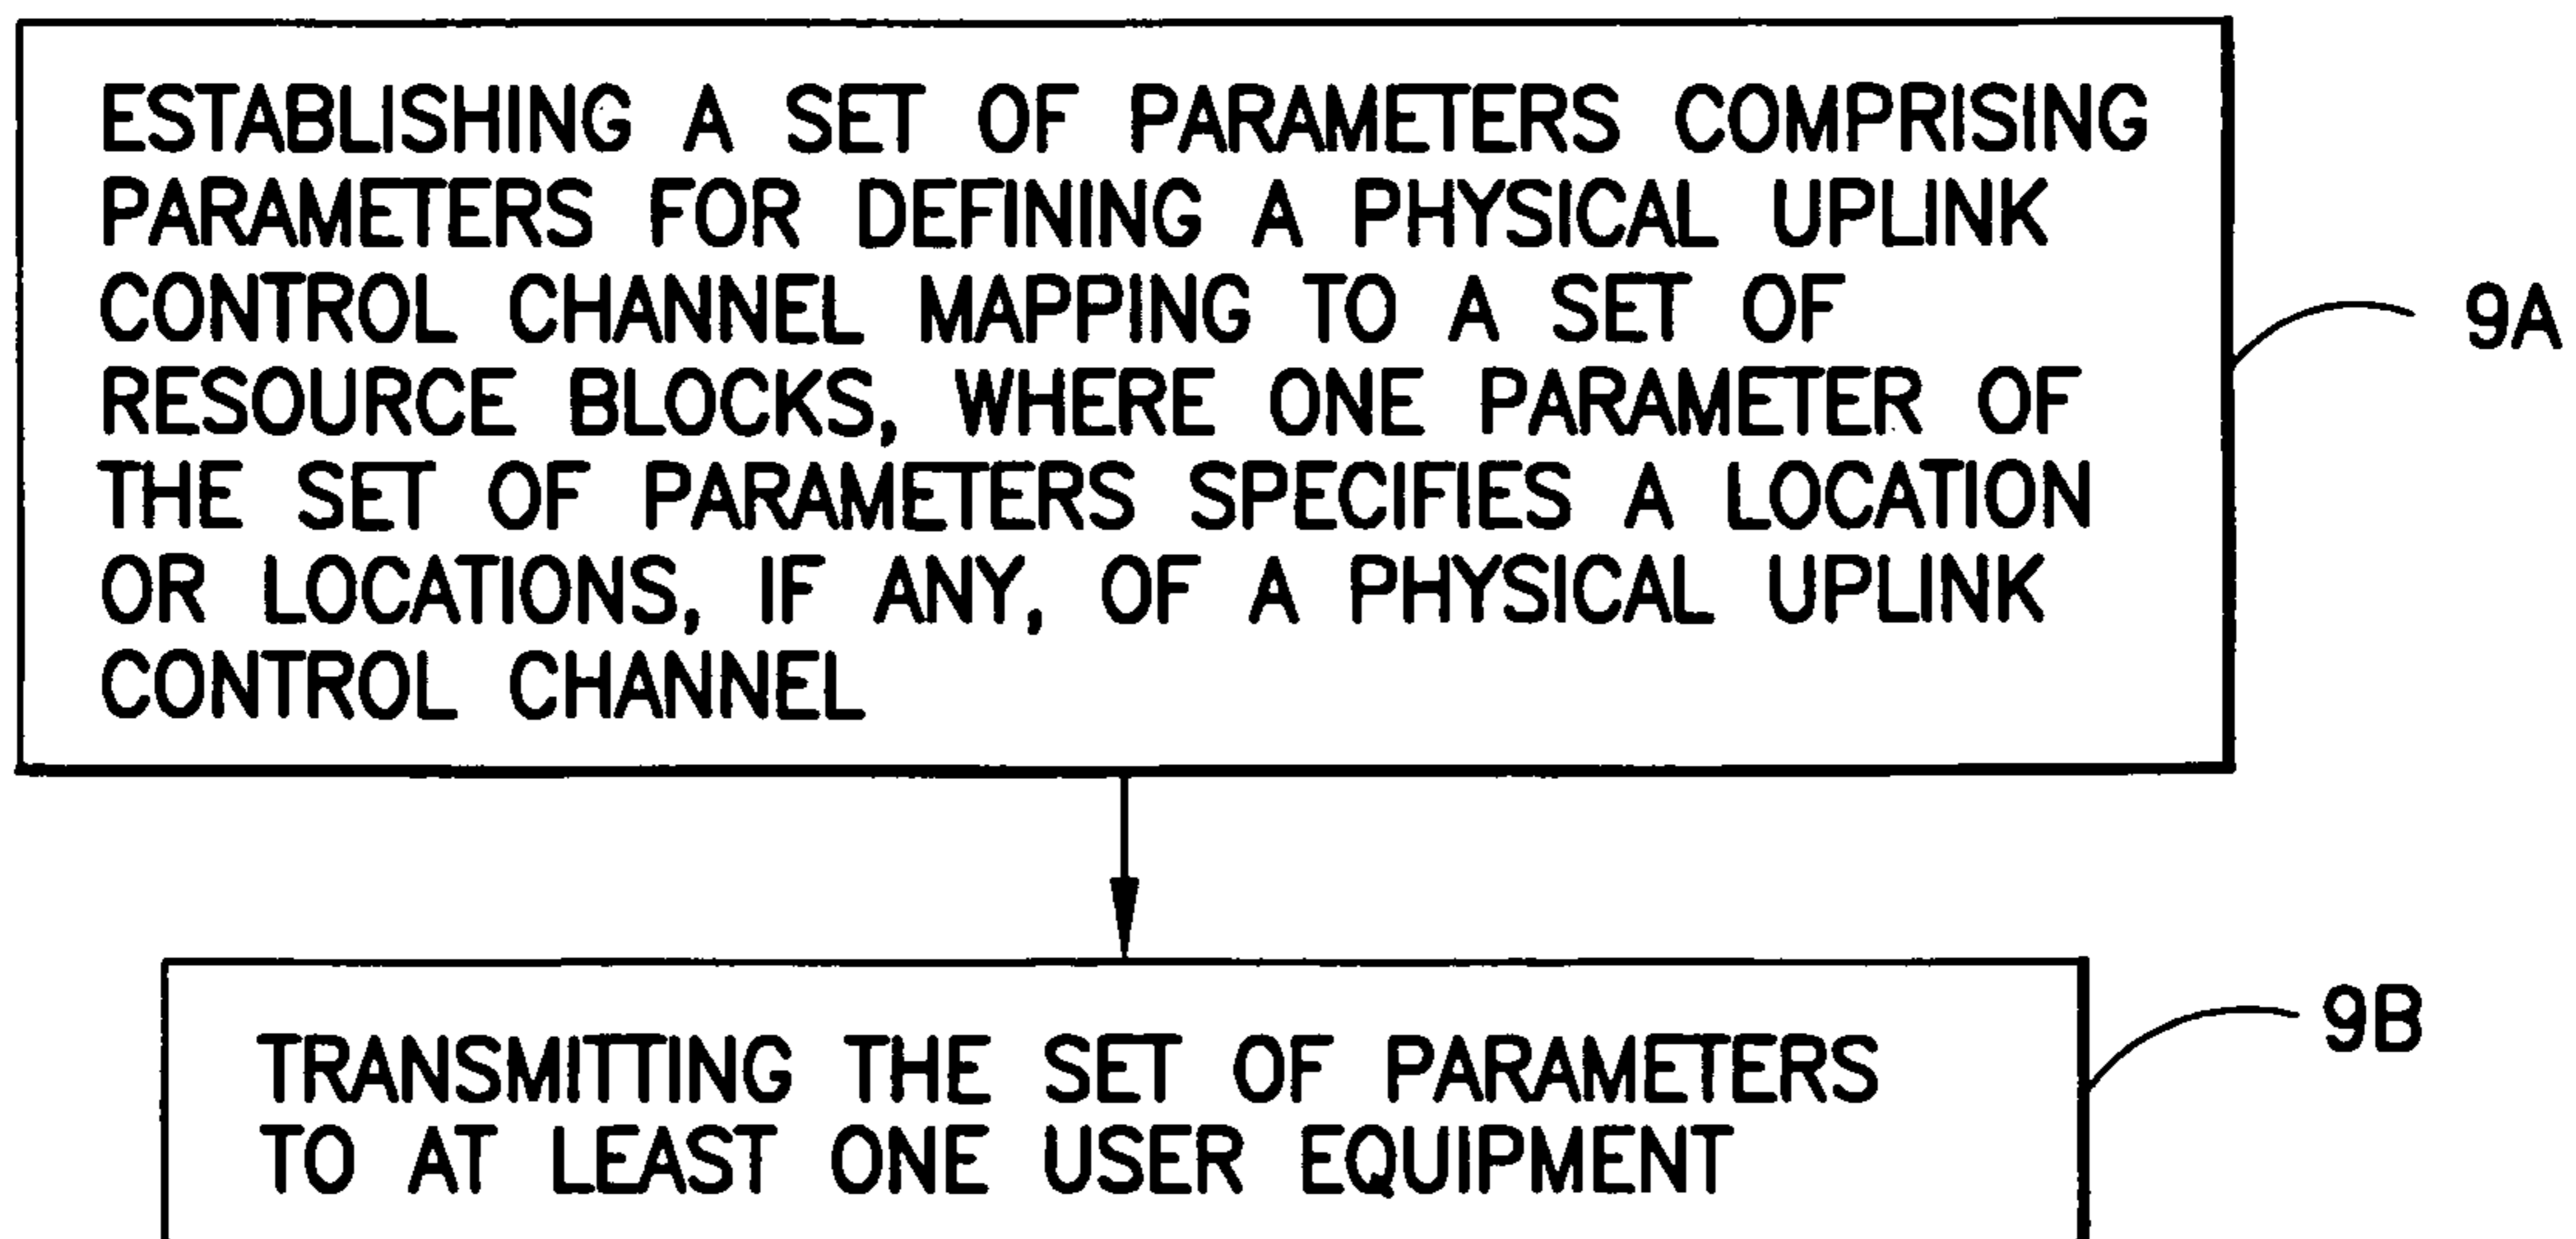 ESTABLISHING A SET OF PARAMETERS COMPRISING
PARAMETERS FOR DEFINING A PHYSICAL UPLINK
CONTROL CHANNEL MAPPING TO A SET OF
RESOURCE BLOCKS, WHERE ONE PARAMETER OF
THE SET OF PARAMETERS SPECIFIES A LOCATION
OR LOCATIONS, IF ANY, OF A PHYSICAL UPLINK
CONTROL CHANNEL
9A
TRANSMITTING THE SET OF PARAMETERS
TO AT LEAST ONE USER EQUIPMENT
9B